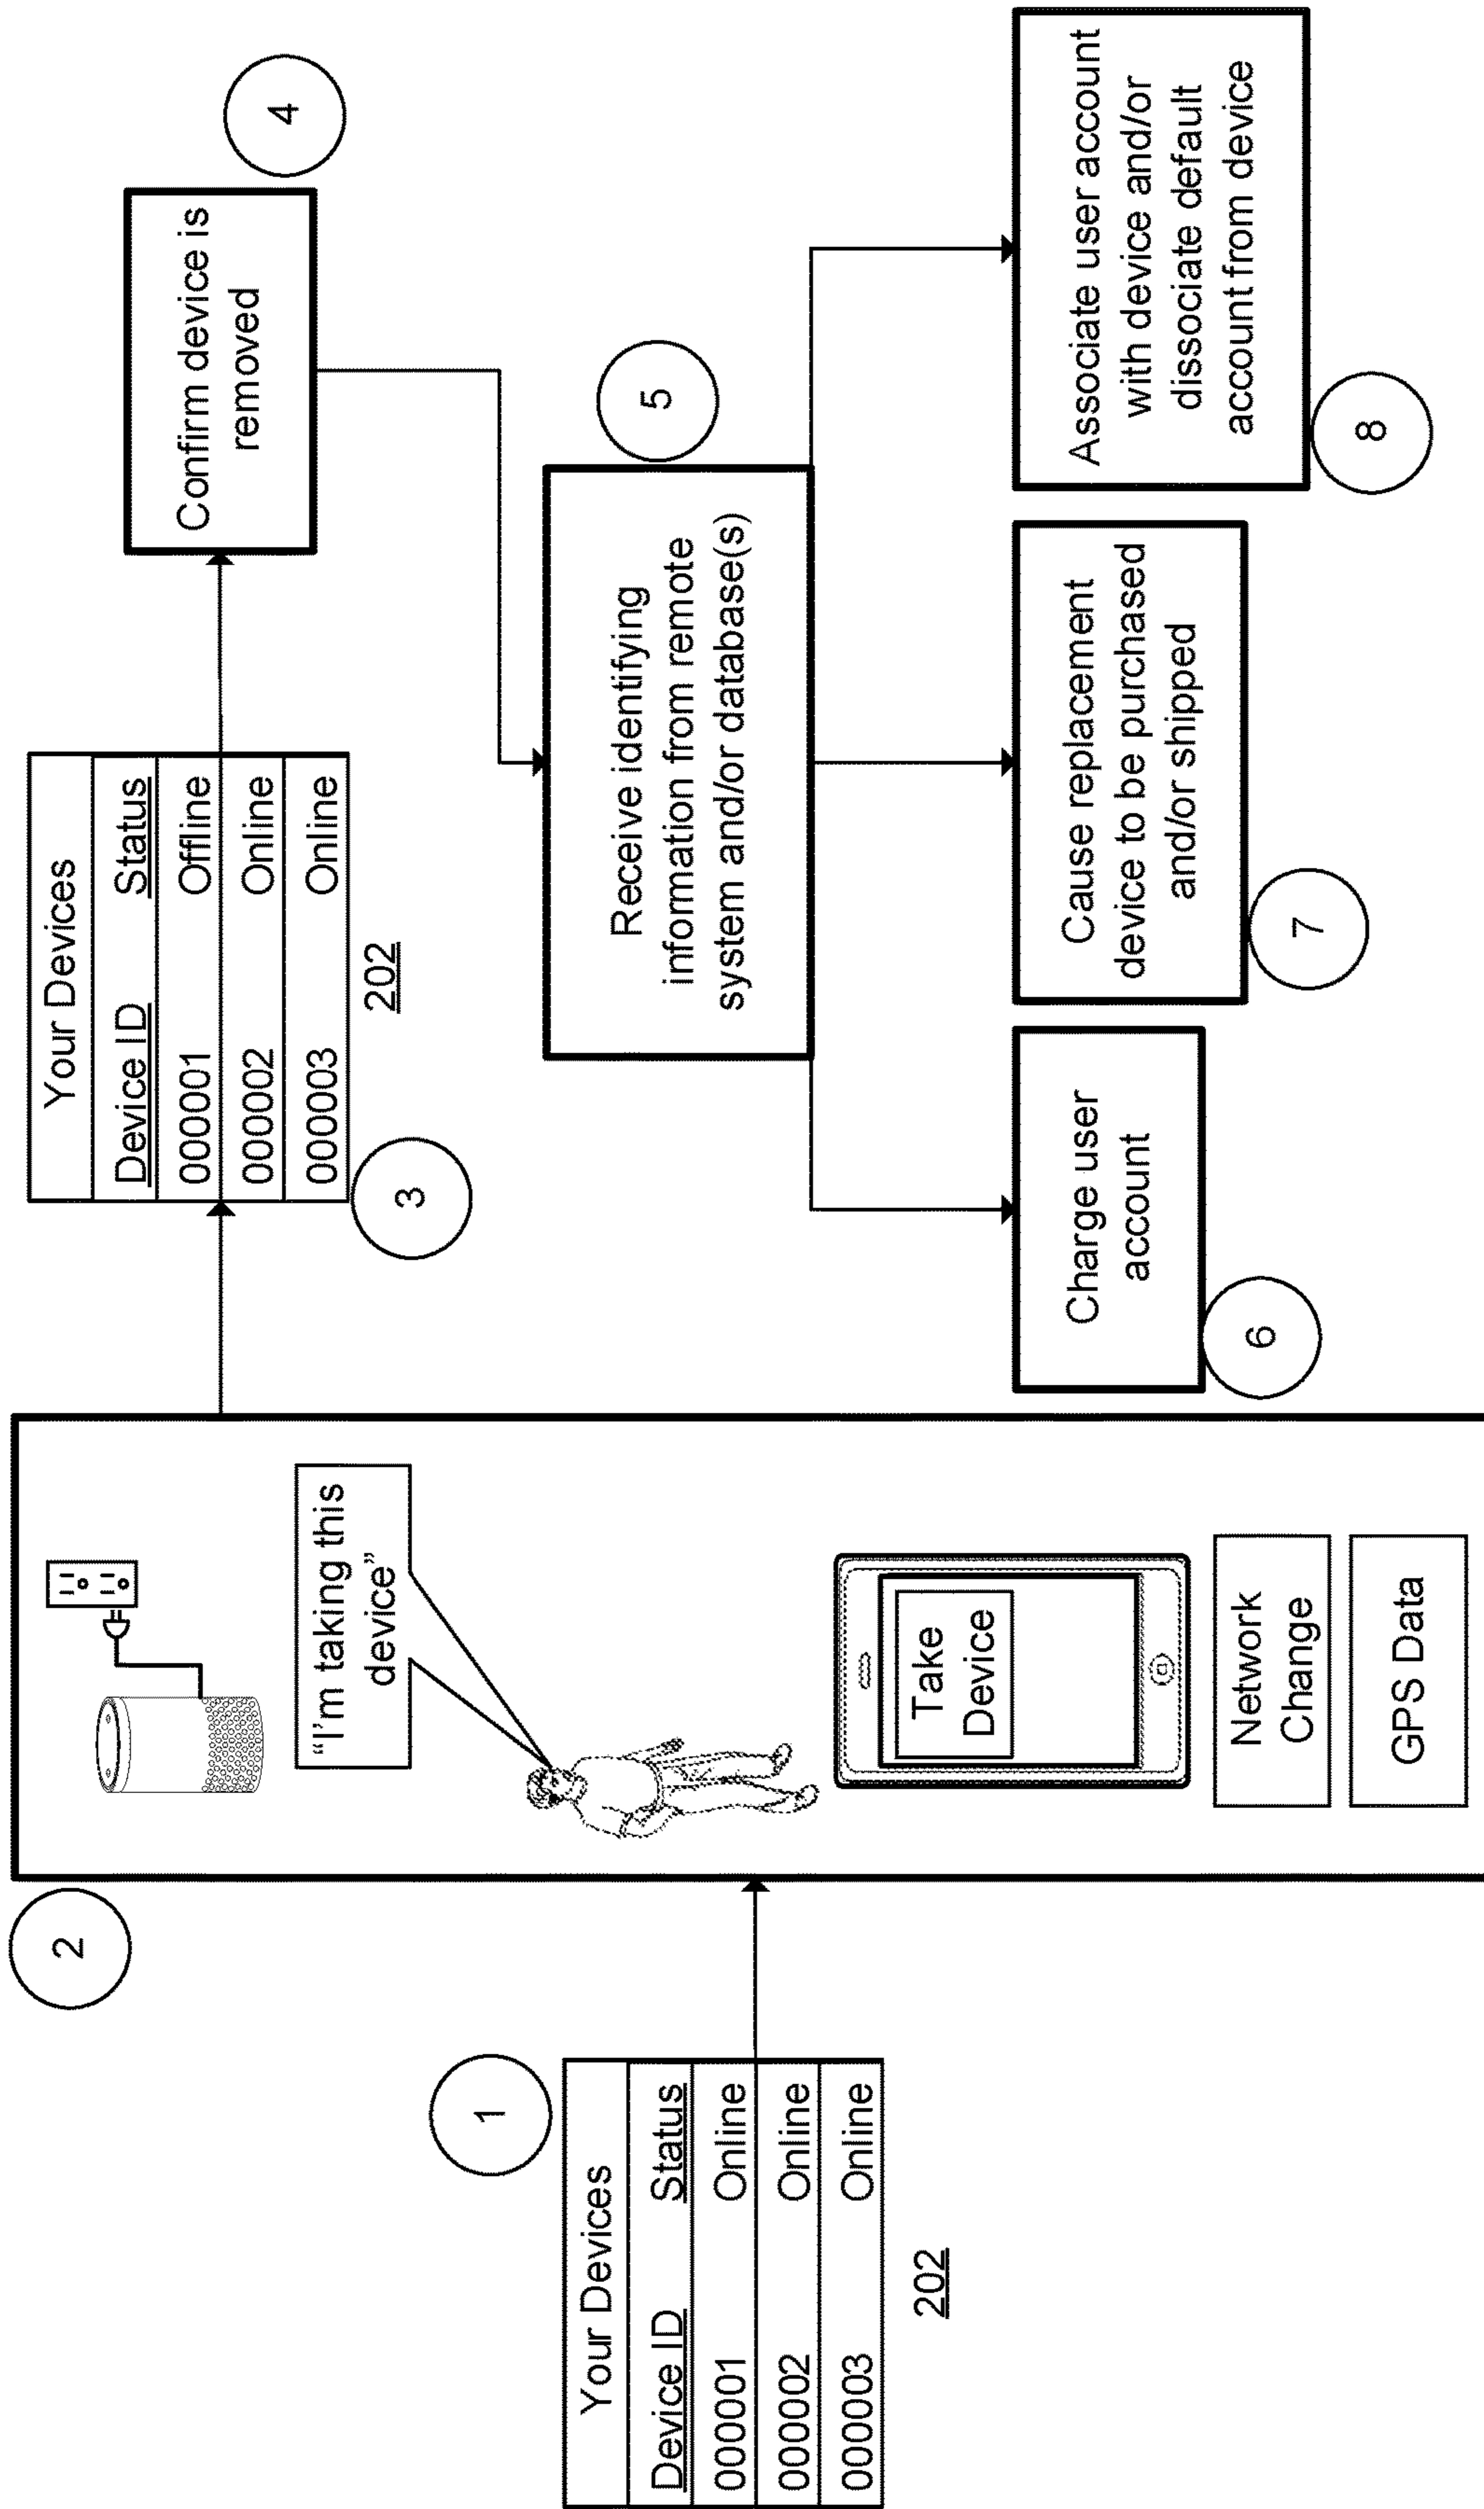 1
Your Devices
Device ID Status
000001 Online
000002 Online
000003 Online
202
2
"I'm taking this
device”
Take
Device
Network
Change
GPS Data
Your Devices
Device ID Status
000001 Offline
000002 Online
000003 Online
202
3
Confirm device is
removed
4
Receive identifying
information from remote
system and/or database(s)
5
Charge user
account
6
Cause replacement
device to be purchased
and/or shipped
7
Associate user account
with device and/or
dissociate default
account from device
8